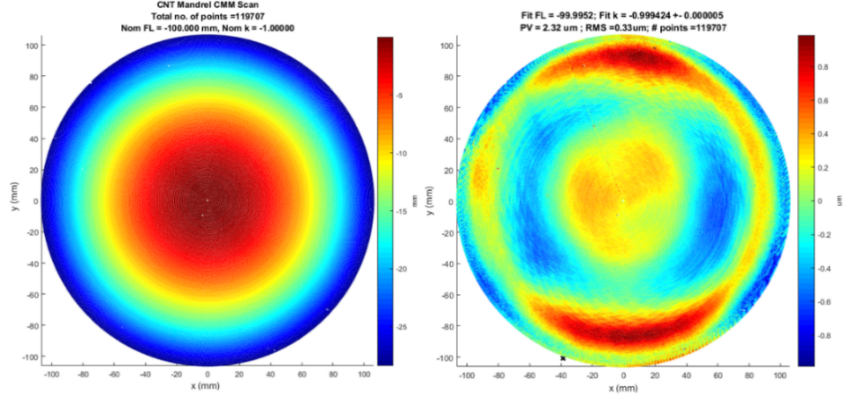 CNT Mandrel CMM Scan
Total no. of points =119707
Nom FL = -100.000 mm, Nom k = -1.00000
100
80
60
40
20
0
-20
-40
-60
-80
-100
y (mm)
-100 -80 -60 -40 -20 0 20 40 60 80 100
x (mm)
-5
-10
-15
-20
-25
mm
Fit FL = -99.9952; Fit k = -0.999424 +- 0.000005
PV = 2.32 um ; RMS =0.33um; # points =119707
100
80
60
40
20
0
-20
-40
-60
-80
-100
y (mm)
-100 -80 -60 -40 -20 0 20 40 60 80 100
x (mm)
0.8
0.6
0.4
0.2
0
-0.2
-0.4
-0.6
-0.8
um